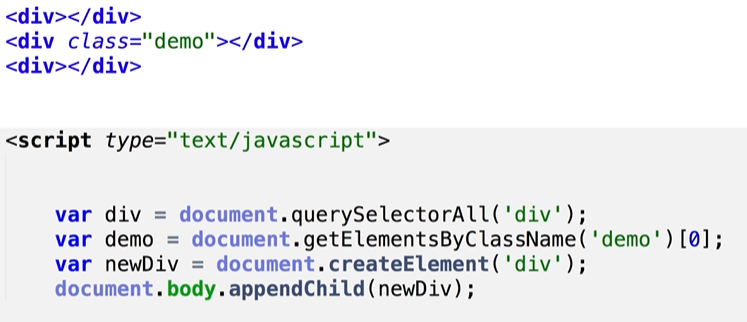 <div></div>
<div class="demo"></div>
<div></div>
<script type="text/javascript">
var div = document.querySelectorAll('div');
var demo = document.getElementsByClassName('demo')[0];
var newDiv = document.createElement('div');
document.body.appendChild(newDiv);